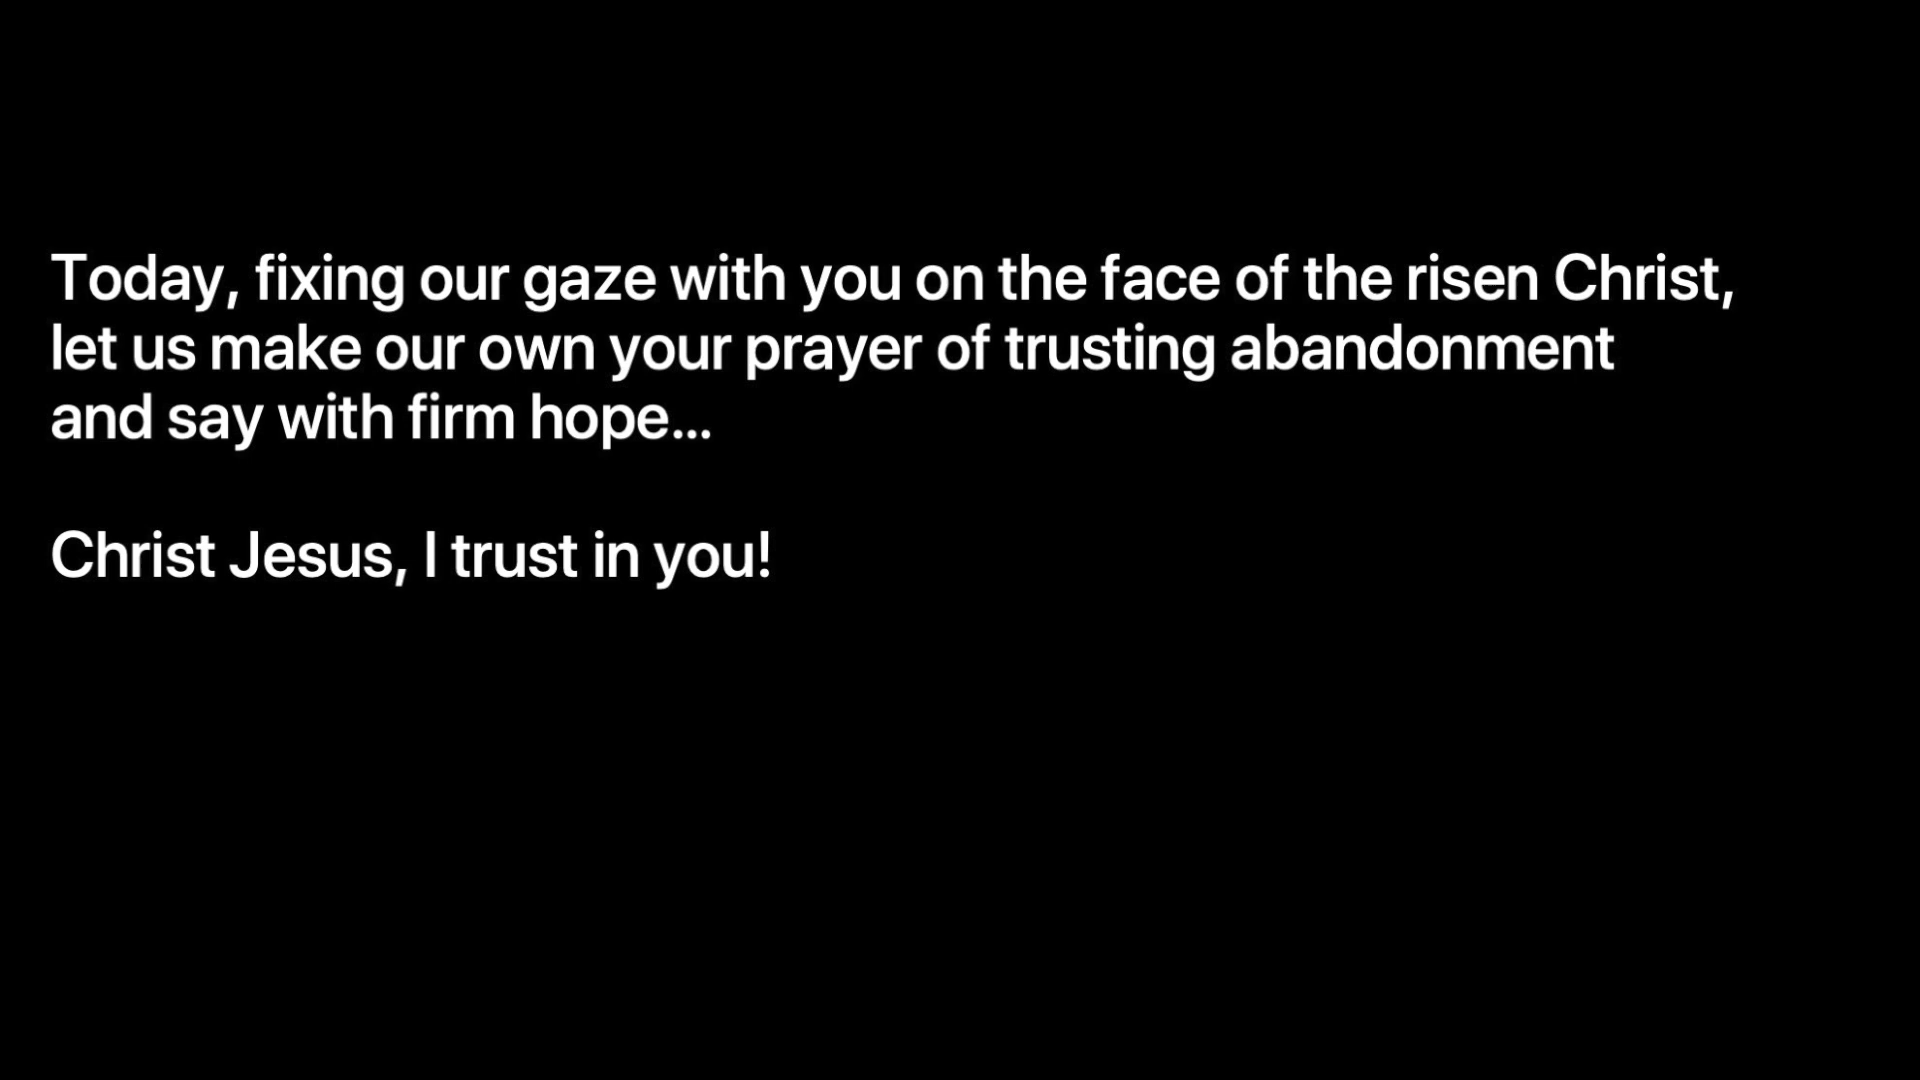 Today, fixing our gaze with you on the face of the risen Christ,
let us make our own your prayer of trusting abandonment
and say with firm hope...
Christ Jesus, I trust in you!